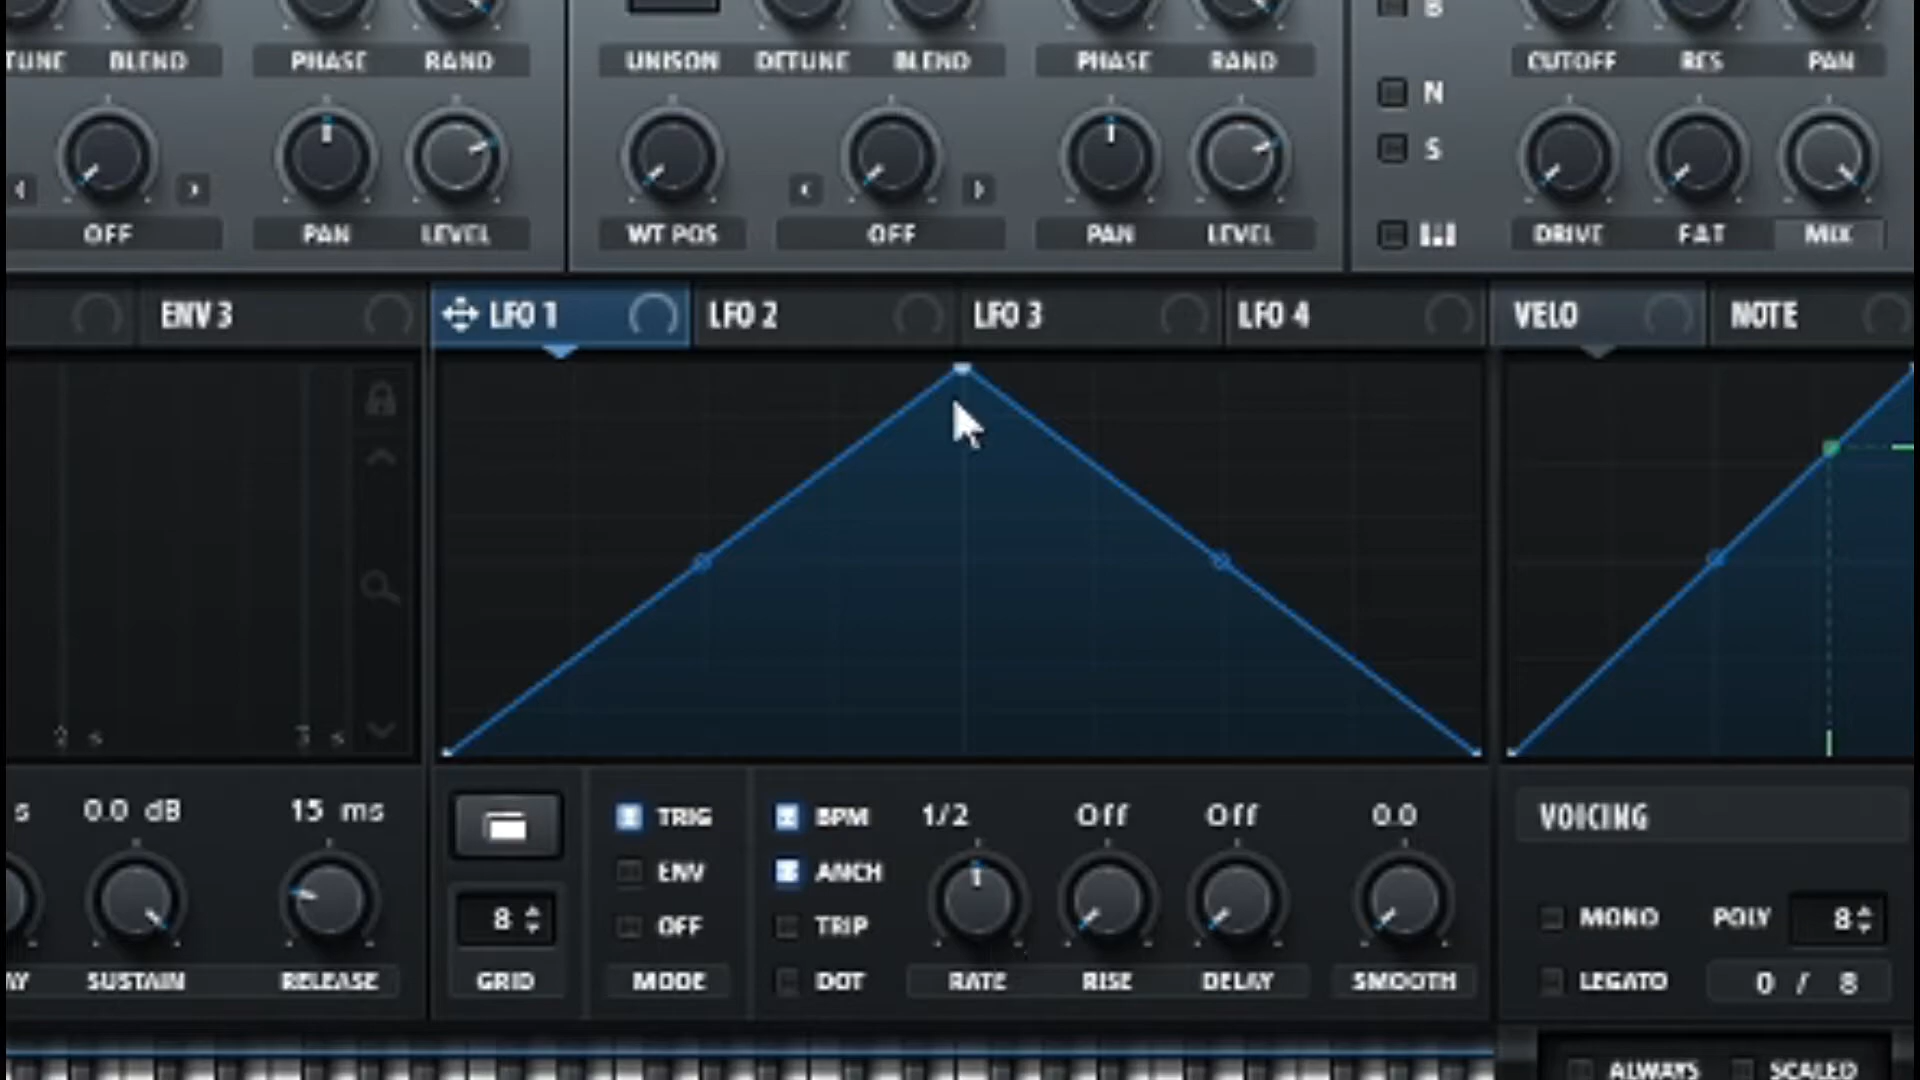 B
TUNE BLEND PHASE RAND UNISON DETUNE BLEND PHASE RAND CUTOFF RES PAN
N
S
OFF PAN LEVEL WT POS OFF PAN LEVEL DRIVE FAT MIX
ENV 3 LFO 1 LFO 2 LFO 3 LFO 4 VELO NOTE
2 s 3 s
s 0.0 dB 15 ms TRIG BPM 1/2 Off Off 0.0 VOICING
ENV ANCH
8 OFF TRIP MONO POLY 8
AY SUSTAIN RELEASE GRID MODE DOT RATE RISE DELAY SMOOTH LEGATO 0 / 8
ALWAYS SCALED